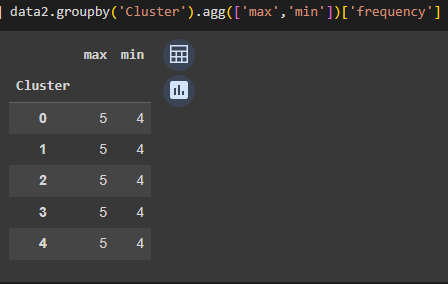 data2.groupby('Cluster').agg(['max','min'])['frequency']
max min
Cluster
0 5 4
1 5 4
2 5 4
3 5 4
4 5 4